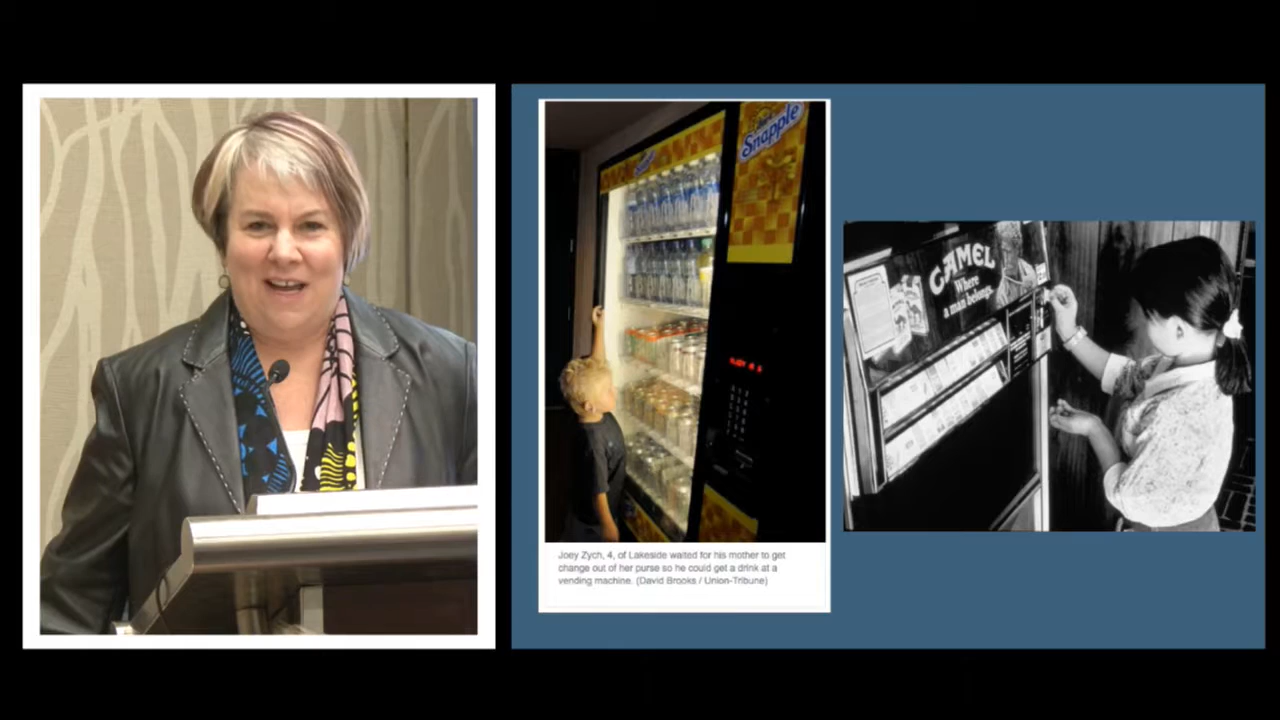 Snapple
CAMEL
Where
a man belongs.
Joey Zych, 4, of Lakeside waited for his mother to get
change out of her purse so he could get a drink at a
vending machine. (David Brooks / Union-Tribune)